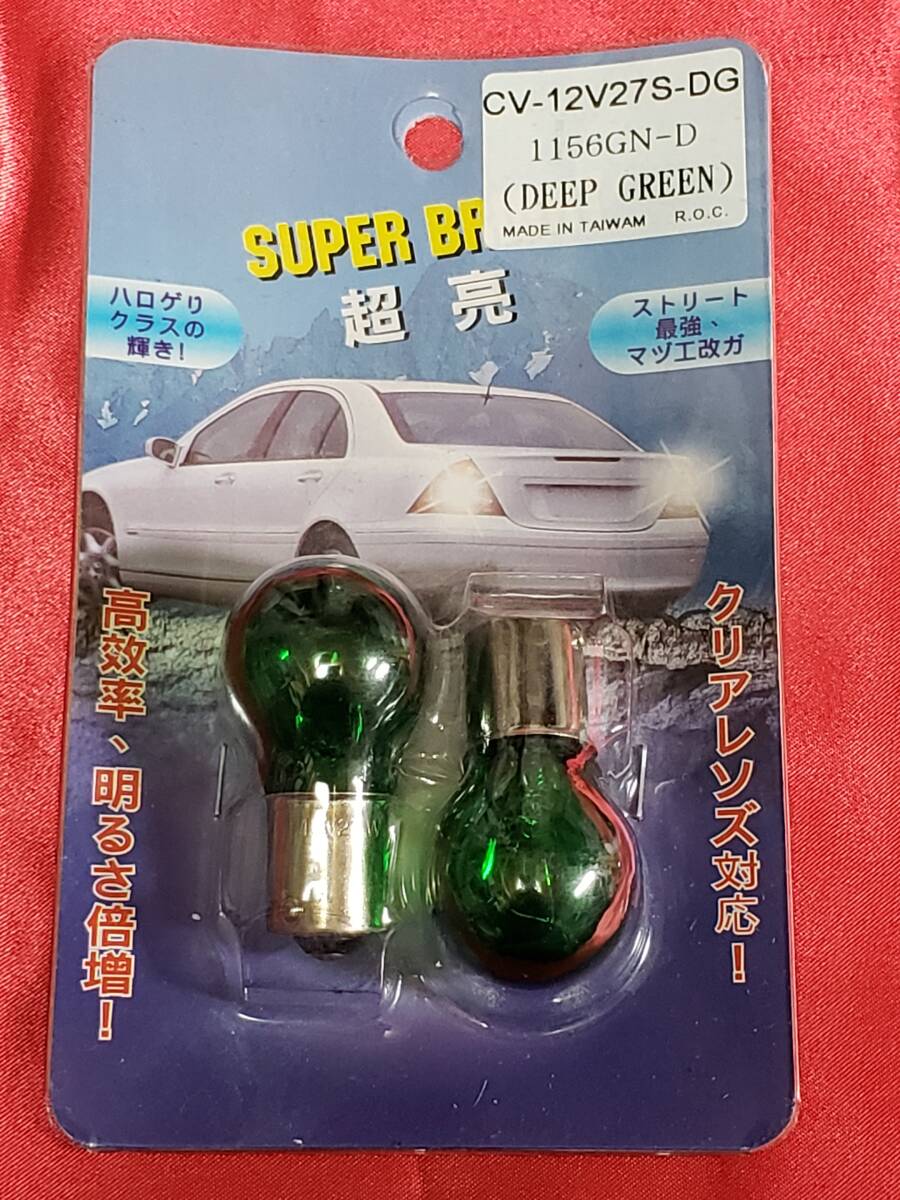 CV-12V27S-DG
1156GN-D
(DEEP GREEN)
MADE IN TAIWAM R.O.C.
SUPER BR
超亮
ハロゲり
クラスの
輝き!
ストリート
最強、
マヅ工改ガ
高效率、明るさ倍増!
クリアレソズ対応!